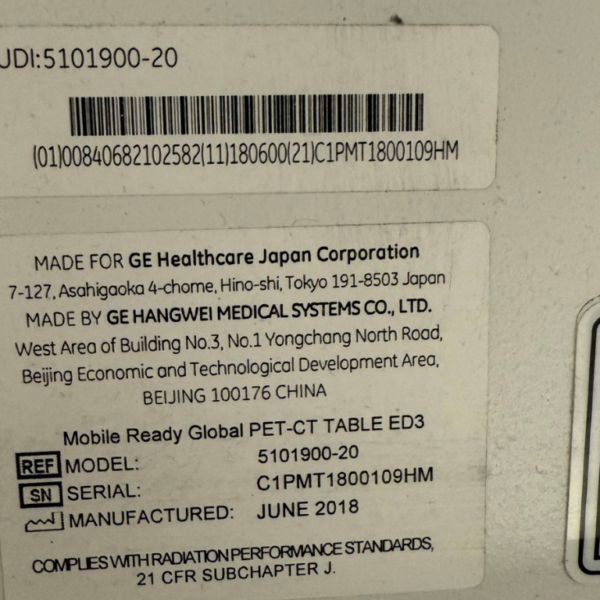 UDI:5101900-20
(01)00840682102582(11)180600(21)C1PMT1800109HM
MADE FOR GE Healthcare Japan Corporation
7-127, Asahigaoka 4-chome, Hino-shi, Tokyo 191-8503 Japan
MADE BY GE HANGWEI MEDICAL SYSTEMS CO., LTD.
West Area of Building No.3, No.1 Yongchang North Road,
Beijing Economic and Technological Development Area,
BEIJING 100176 CHINA
Mobile Ready Global PET-CT TABLE ED3
REF MODEL: 5101900-20
SN SERIAL: C1PMT1800109HM
MANUFACTURED: JUNE 2018
COMPLIES WITH RADIATION PERFORMANCE STANDARDS,
21 CFR SUBCHAPTER J.